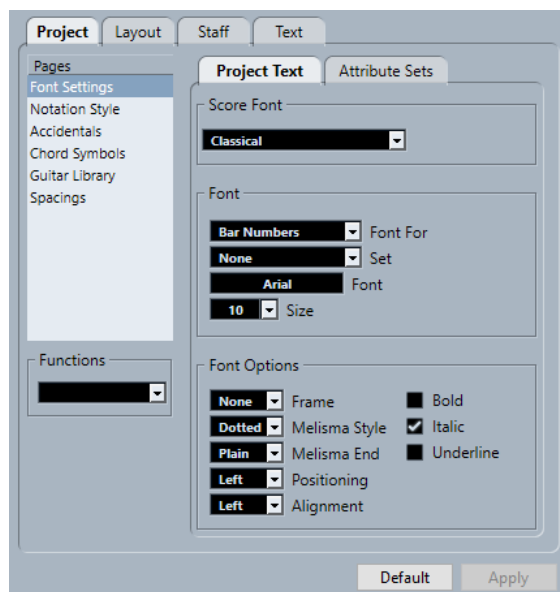 Project Layout Staff Text
Pages
Font Settings
Notation Style
Accidentals
Chord Symbols
Guitar Library
Spacings
Functions
Project Text Attribute Sets
Score Font
Classical
Font
Bar Numbers Font For
None Set
Arial Font
10 Size
Font Options
None Frame Bold
Dotted Melisma Style Italic
Plain Melisma End Underline
Left Positioning
Left Alignment
Default Apply